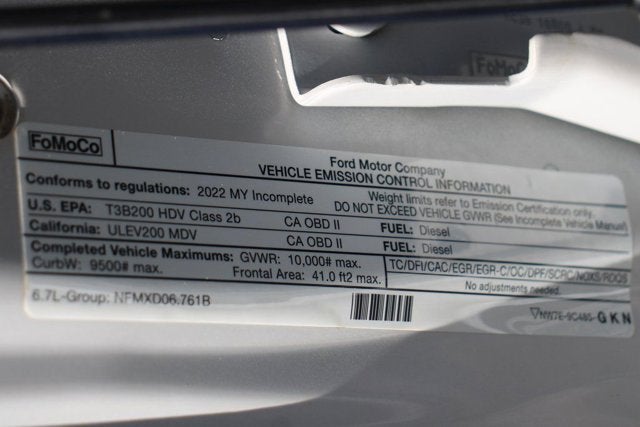 FoMoCo
FoMoCo
Ford Motor Company
VEHICLE EMISSION CONTROL INFORMATION
Conforms to regulations: 2022 MY Incomplete
Weight limits refer to Emission Certification only.
DO NOT EXCEED VEHICLE GVWR (See Incomplete Vehicle Manual)
U.S. EPA: T3B200 HDV Class 2b CA OBD II FUEL: Diesel
California: ULEV200 MDV CA OBD II FUEL: Diesel
Completed Vehicle Maximums: GVWR: 10,000# max.
CurbW: 9500# max. Frontal Area: 41.0 ft2 max.
TC/DFI/CAC/EGR/EGR-C/OC/DPF/SCRC/NOXS/RDQS
No adjustments needed.
6.7L-Group: NFMXD06.761B
NW7E-9C485- G K N